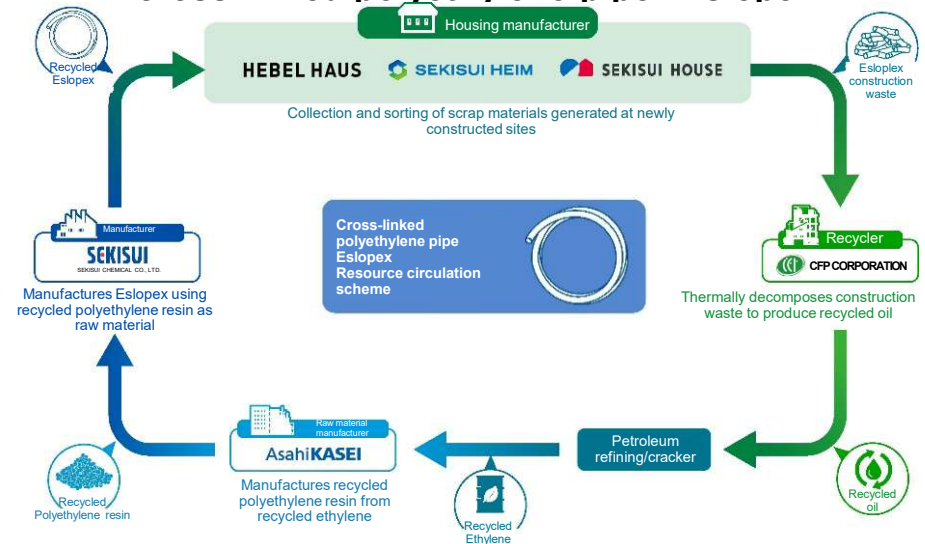 Housing manufacturer
Recycled
Eslopex
HEBEL HAUS
SEKISUI HEIM
SEKISUI HOUSE
Esloplex
construction
waste
Collection and sorting of scrap materials generated at newly
constructed sites
Manufacturer
SEKISUI
SEKISUI CHEMICAL CO., LTD.
Manufactures Eslopex using
recycled polyethylene resin as
raw material
Cross-linked
polyethylene pipe
Eslopex
Resource circulation
scheme
Recycler
CFP CORPORATION
Thermally decomposes construction
waste to produce recycled oil
Raw material
manufacturer
AsahiKASEI
Manufactures recycled
polyethylene resin from
recycled ethylene
Petroleum
refining/cracker
Recycled
Polyethylene resin
Recycled
Ethylene
Recycled
oil